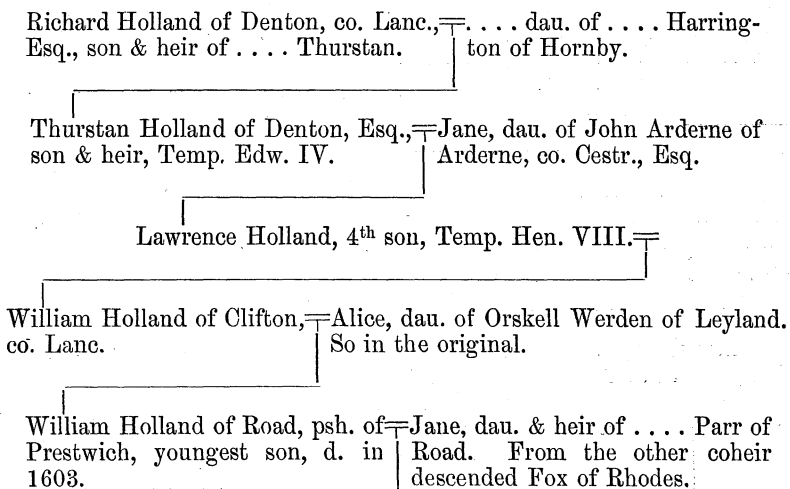 Richard Holland of Denton, co. Lanc.,=. . . . dau. of . . . . Harring-
Esq., son & heir of . . . . Thurstan. ton of Hornby.
Thurstan Holland of Denton, Esq.,=Jane, dau. of John Arderne of
son & heir, Temp. Edw. IV. Arderne, co. Cestr., Esq.
Lawrence Holland, 4th son, Temp. Hen. VIII.=
William Holland of Clifton,=Alice, dau. of Orskell Werden of Leyland.
co. Lanc. So in the original.
William Holland of Road, psh. of=Jane, dau. & heir of . . . . Parr of
Prestwich, youngest son, d. in Road. From the other coheir
1603. descended Fox of Rhodes.